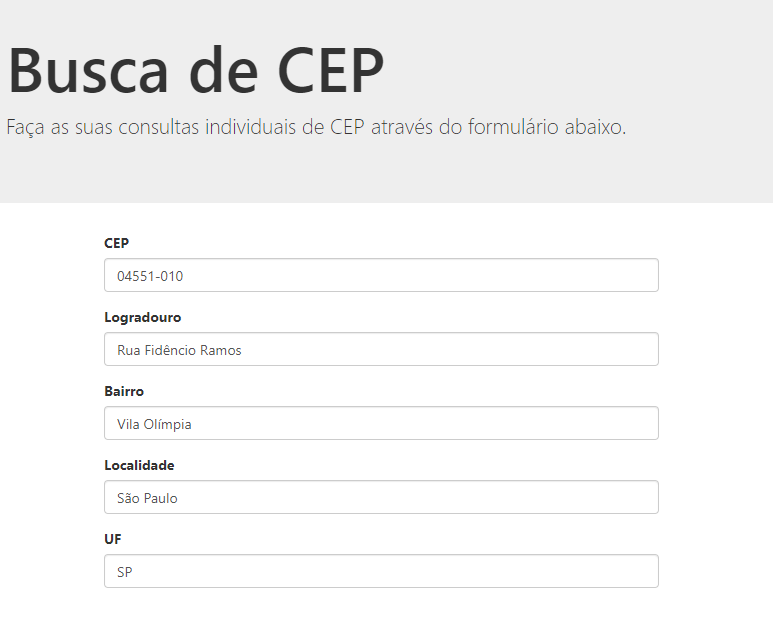 Busca de CEP
Faça as suas consultas individuais de CEP através do formulário abaixo.
CEP
04551-010
Logradouro
Rua Fidêncio Ramos
Bairro
Vila Olímpia
Localidade
São Paulo
UF
SP